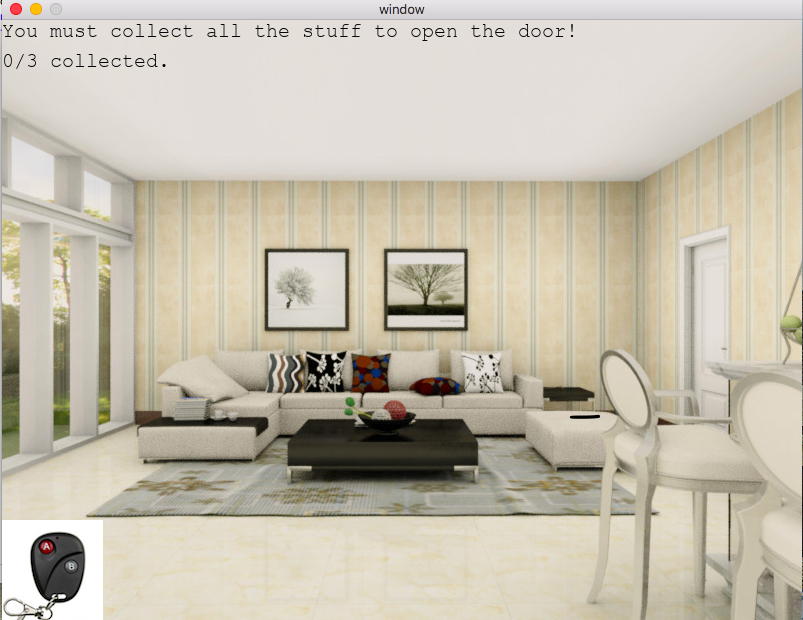 window
You must collect all the stuff to open the door!
0/3 collected.
A
B